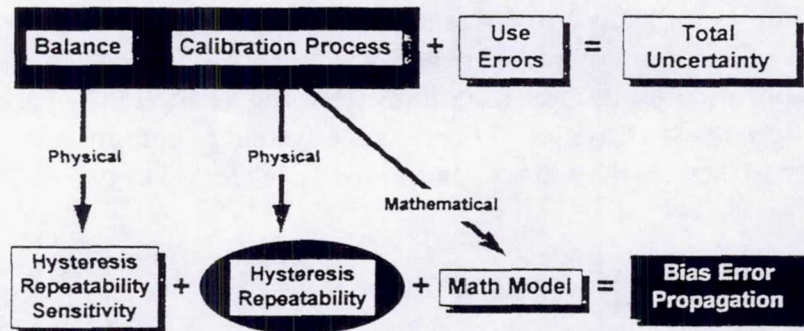 Balance Calibration Process + Use Errors = Total Uncertainty
Physical Physical
Mathematical
Hysteresis Repeatability Sensitivity + Hysteresis Repeatability + Math Model = Bias Error Propagation